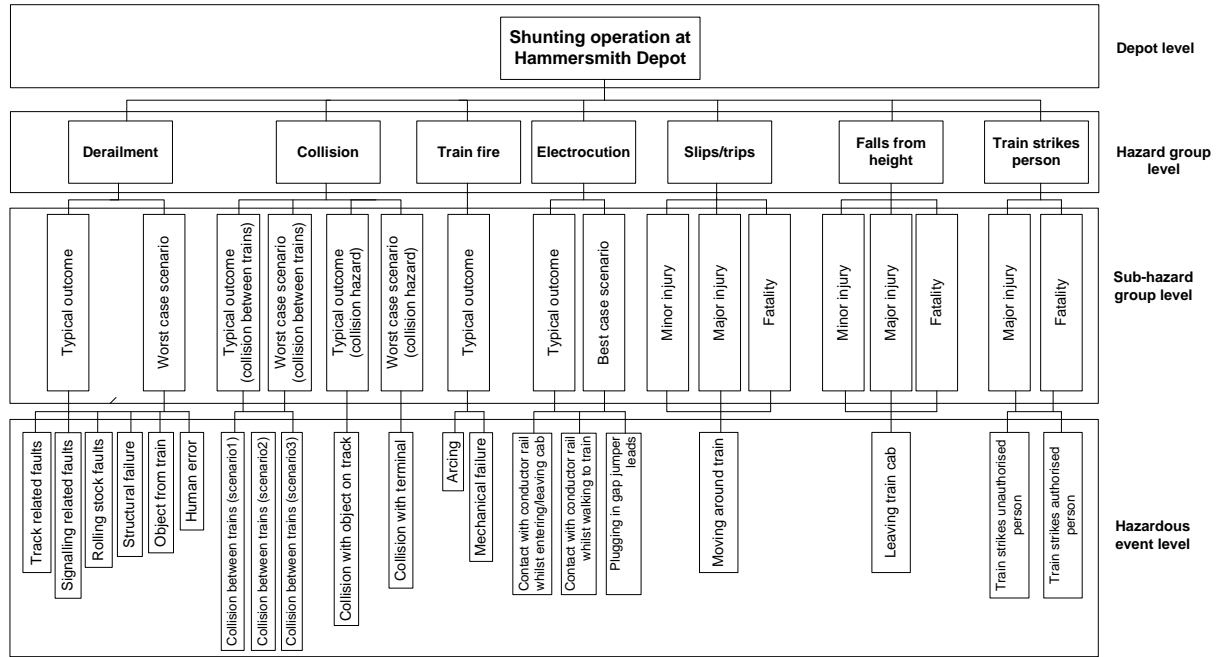 Shunting operation at
Hammersmith Depot
Depot level
Derailment
Collision
Train fire
Electrocution
Slips/trips
Falls from
height
Train strikes
person
Hazard group
level
Typical outcome
Worst case scenario
Typical outcome
(collision between trains)
Worst case scenario
(collision between trains)
Typical outcome
(collision hazard)
Worst case scenario
(collision hazard)
Typical outcome
Typical outcome
Best case scenario
Minor injury
Major injury
Fatality
Minor injury
Major injury
Fatality
Major injury
Fatality
Sub-hazard
group level
Track related faults
Signalling related faults
Rolling stock faults
Structural failure
Object from train
Human error
Collision between trains (scenario1)
Collision between trains (scenario2)
Collision between trains (scenario3)
Collision with object on track
Collision with terminal
Arcing
Mechanical failure
Contact with conductor rail
whilst entering/leaving cab
Contact with conductor rail
whilst walking to train
Plugging in gap jumper
leads
Moving around train
Leaving train cab
Train strikes unauthorised
person
Train strikes authorised
person
Hazardous
event level